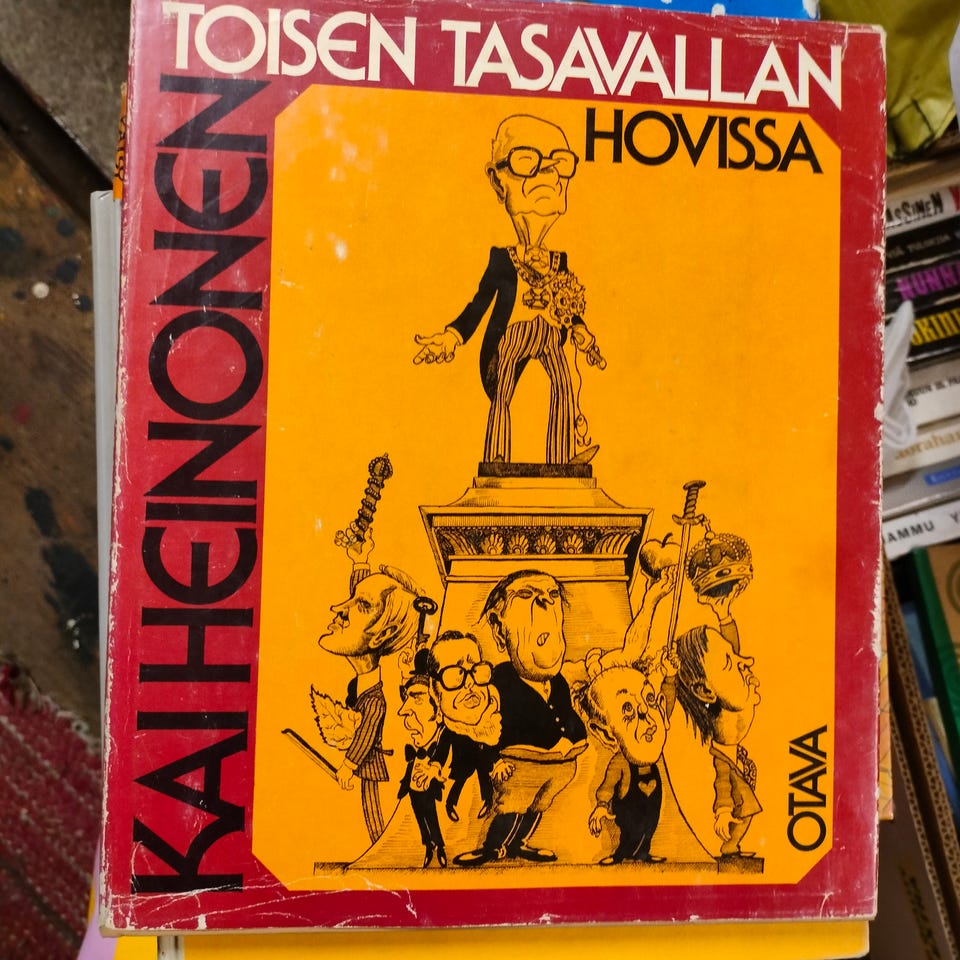 TOISEN TASAVALLAN
HOVISSA
KAI HEINONEN
OTAVA